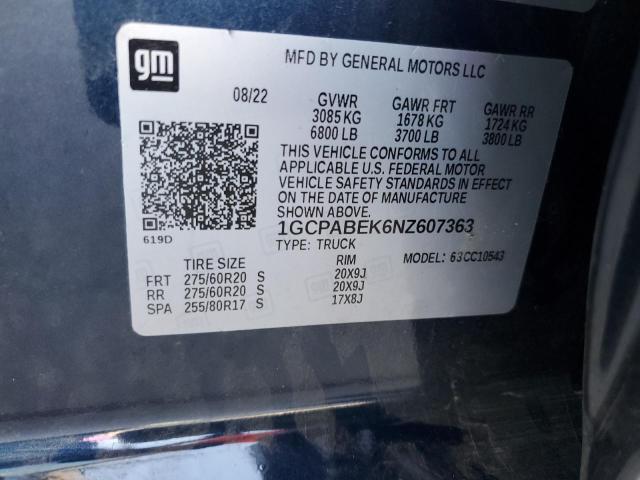 gm
MFD BY GENERAL MOTORS LLC
08/22 GVWR GAWR FRT GAWR RR
3085 KG 1678 KG 1724 KG
6800 LB 3700 LB 3800 LB
THIS VEHICLE CONFORMS TO ALL
APPLICABLE U.S. FEDERAL MOTOR
VEHICLE SAFETY STANDARDS IN EFFECT
ON THE DATE OF MANUFACTURE
SHOWN ABOVE.
1GCPABEK6NZ607363
619D
TYPE: TRUCK MODEL: 63CC10543
TIRE SIZE RIM
FRT 275/60R20 S 20X9J
RR 275/60R20 S 20X9J
SPA 255/80R17 S 17X8J